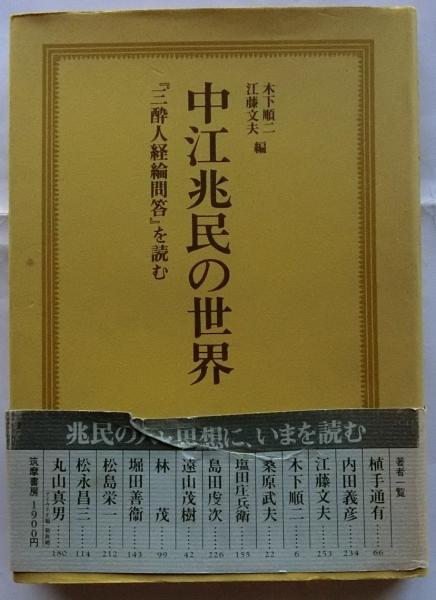 木下順二
江藤文夫 編
中江兆民の世界
『三酔人経綸問答』を読む
兆民の人と思想に、いまを読む
著者一覧
植手通有 66
内田義彦 234
江藤文夫 253
木下順二 6
桑原武夫 22
塩田庄兵衛 155
島田虔次 226
遠山茂樹 42
林茂 99
堀田善衞 143
松島栄一 212
松永昌三 114
丸山真男 180
筑摩書房 1900円